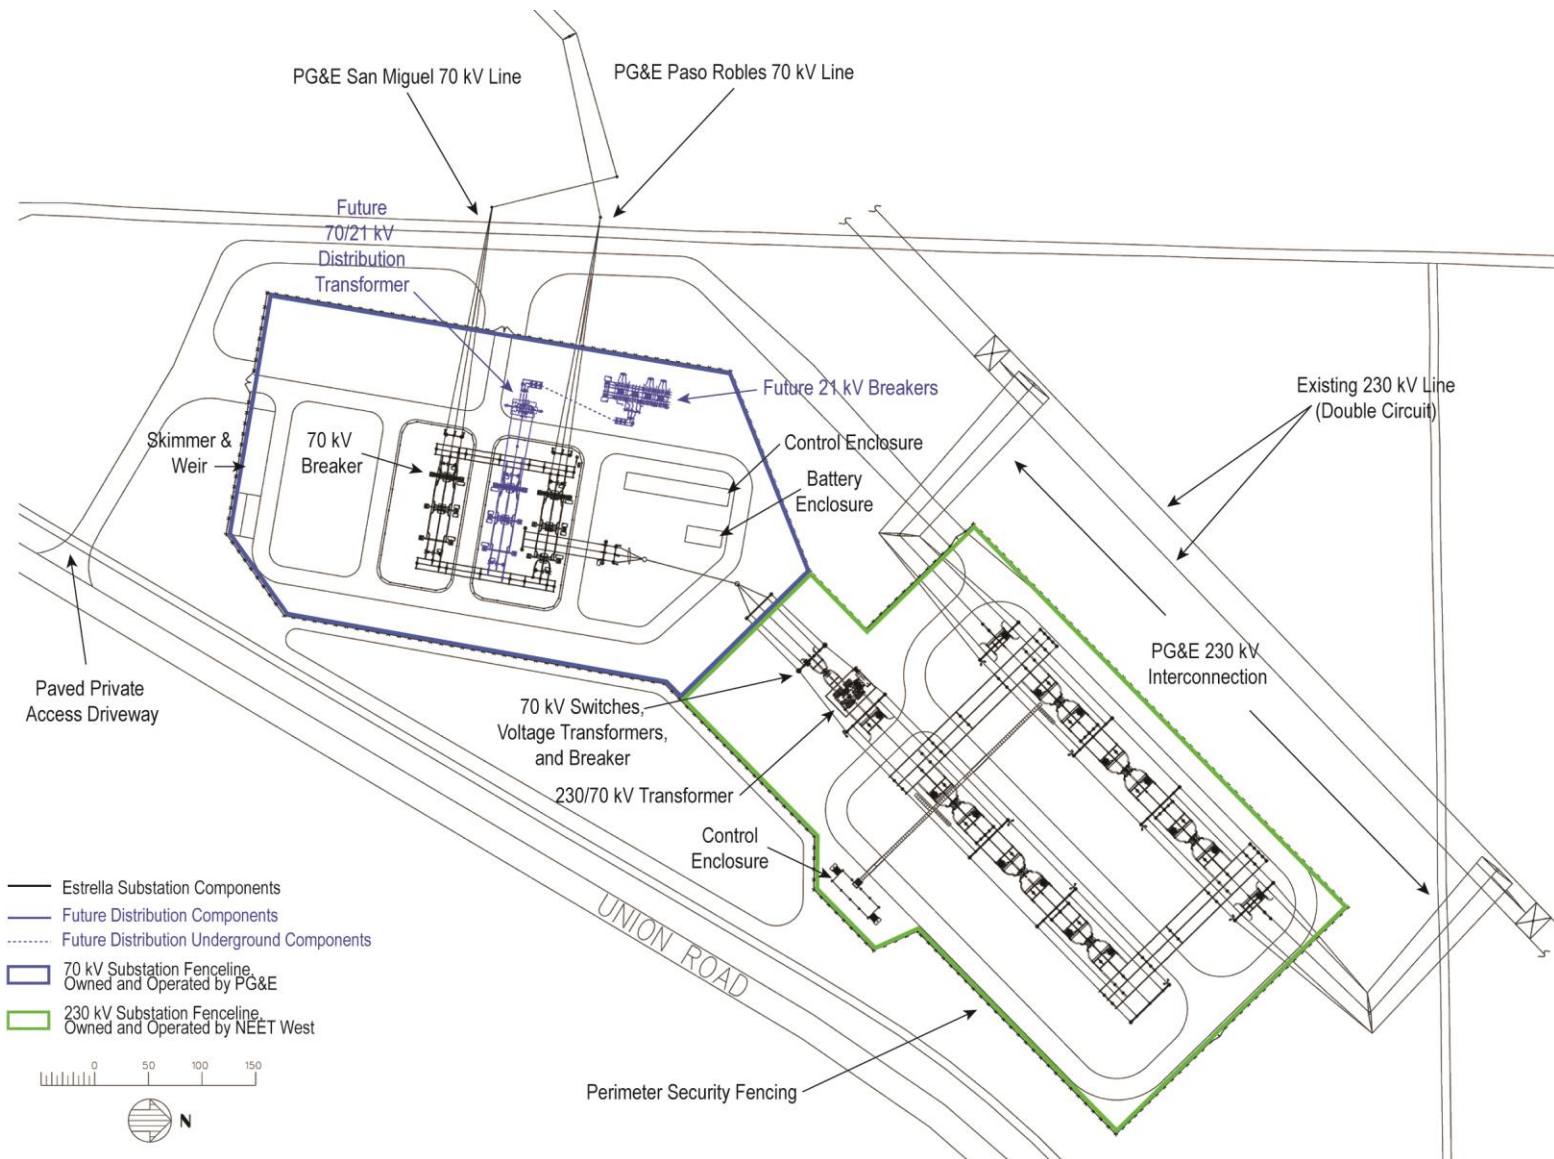 PG&E San Miguel 70 kV Line
PG&E Paso Robles 70 kV Line
Future
70/21 kV
Distribution
Transformer
Future 21 kV Breakers
Existing 230 kV Line
(Double Circuit)
Skimmer &
Weir
70 kV
Breaker
Control Enclosure
Battery
Enclosure
PG&E 230 kV
Interconnection
Paved Private
Access Driveway
70 kV Switches,
Voltage Transformers,
and Breaker
230/70 kV Transformer
Control
Enclosure
UNION ROAD
Perimeter Security Fencing
Estrella Substation Components
Future Distribution Components
Future Distribution Underground Components
70 kV Substation Fenceline,
Owned and Operated by PG&E
230 kV Substation Fenceline,
Owned and Operated by NEET West
0 50 100 150
N